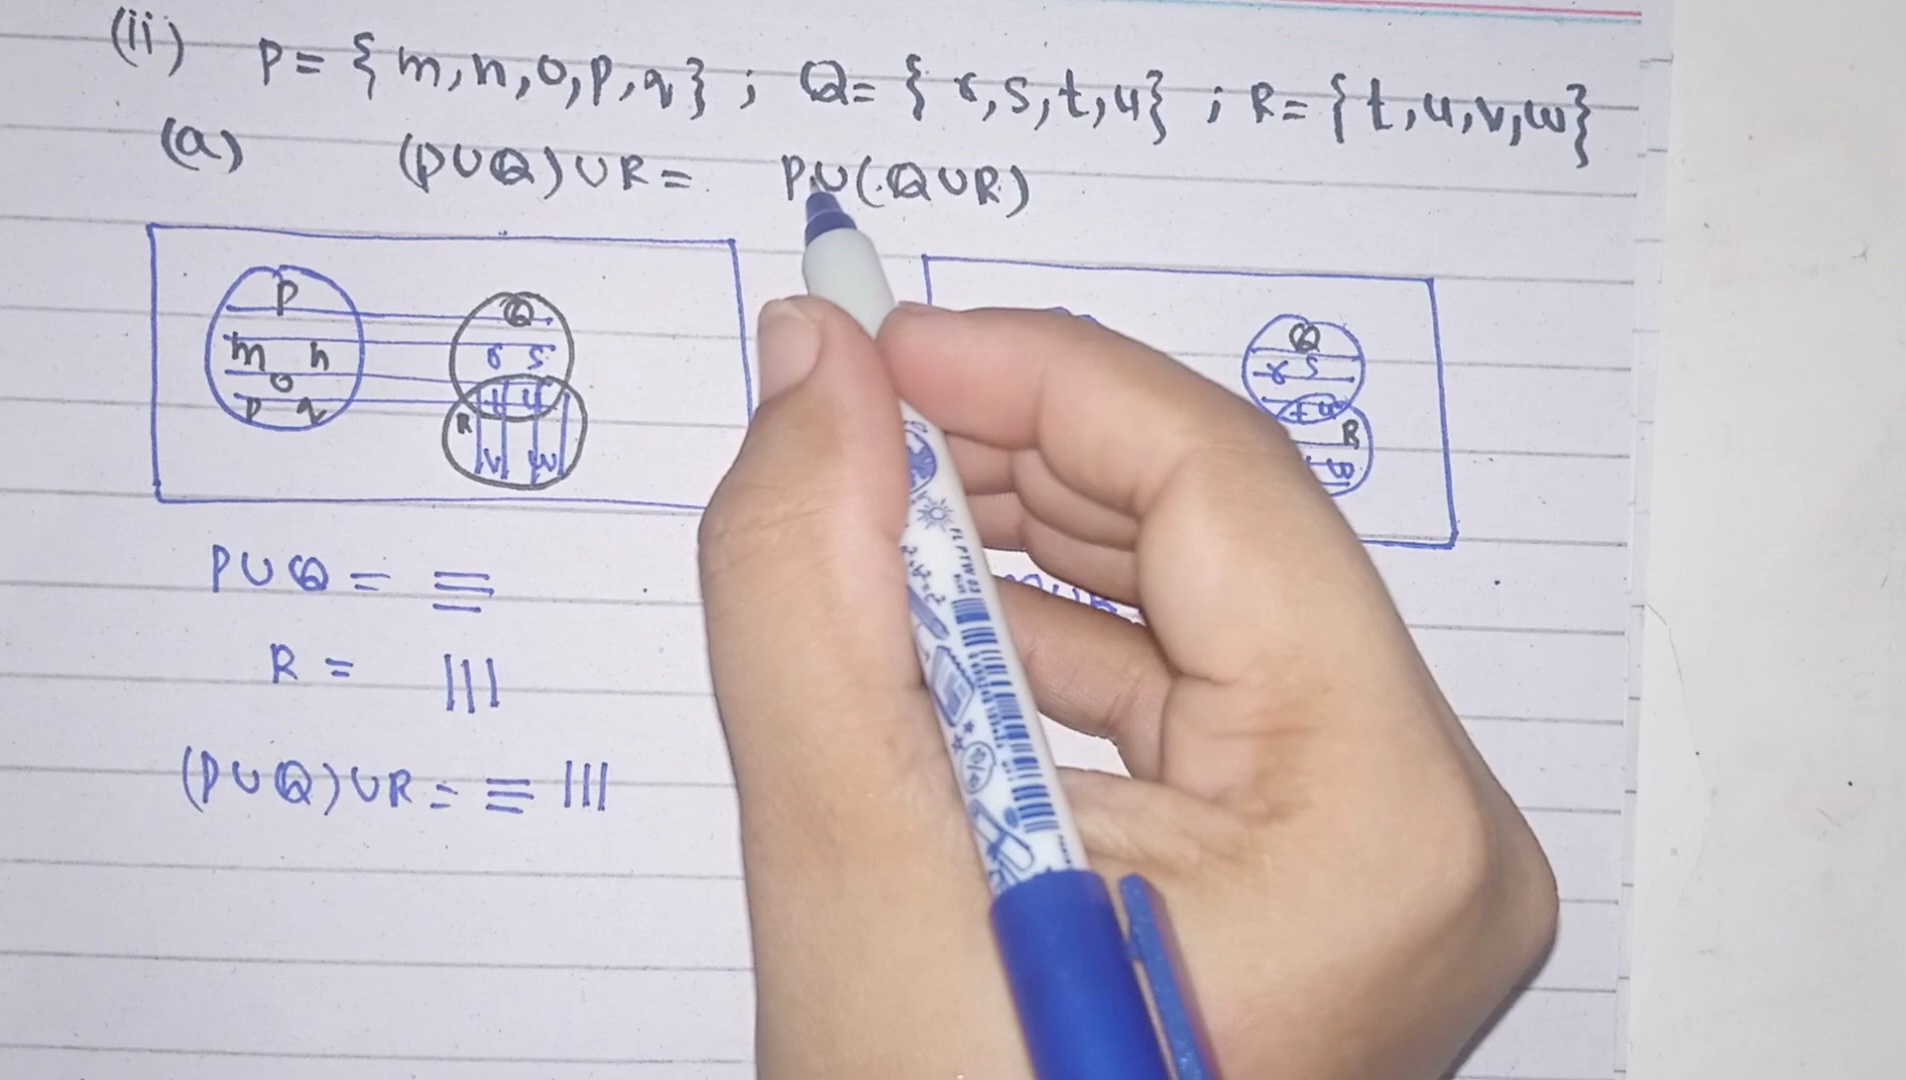 (ii) P = { m, n, o, p, q } ; Q = { r, s, t, u } ; R = { t, u, v, w }
(a) (P∪Q)∪R = P∪(Q∪R)
P Q Q
m n r s r s
o t u t u
p q R R
v w
P∪Q = ≡
R = |||
(P∪Q)∪R = ≡ |||